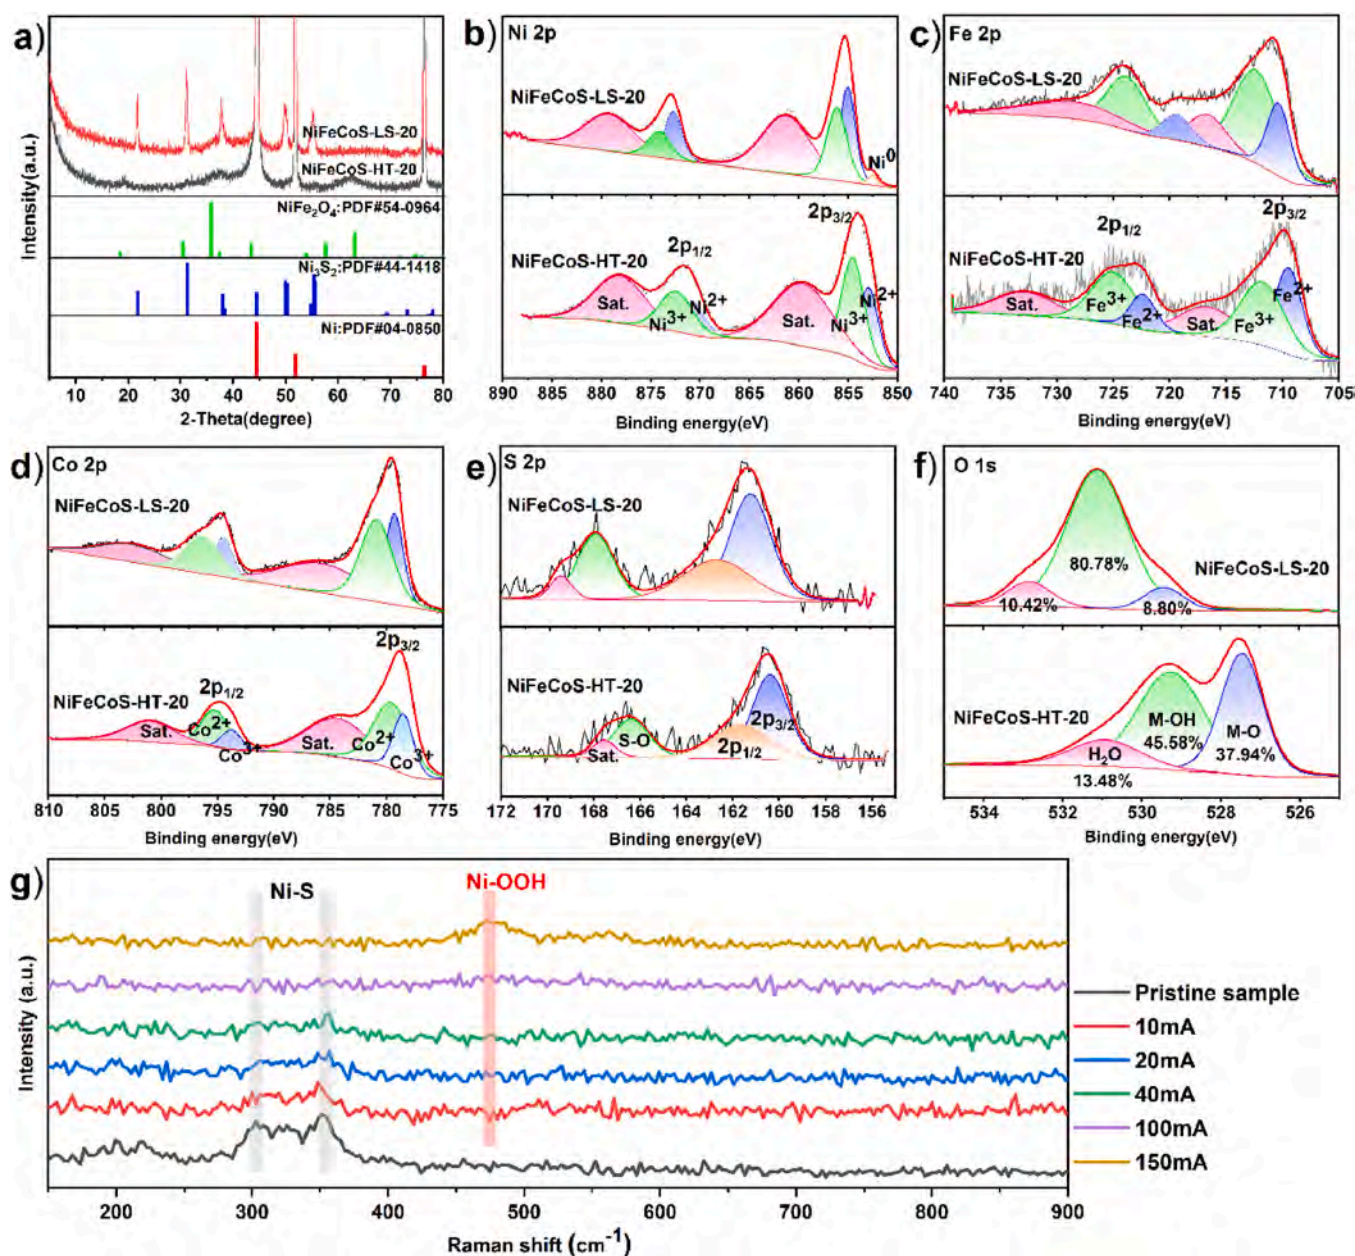 a)
NiFeCoS-LS-20
NiFeCoS-HT-20
NiFe₂O₄:PDF#54-0964
Ni₃S₂:PDF#44-1418
Ni:PDF#04-0850
Intensity(a.u.)
10 20 30 40 50 60 70 80
2-Theta(degree)
b) Ni 2p
NiFeCoS-LS-20
Ni⁰
2p₃/₂
2p₁/₂
NiFeCoS-HT-20
Sat.
Ni³⁺
Ni²⁺
Sat.
Ni³⁺
Ni²⁺
890 880 870 860 850
Binding energy(eV)
c) Fe 2p
NiFeCoS-LS-20
2p₃/₂
2p₁/₂
NiFeCoS-HT-20
Sat.
Fe³⁺
Fe²⁺
Sat.
Fe³⁺
Fe²⁺
740 735 730 725 720 715 710 705
Binding energy(eV)
d) Co 2p
NiFeCoS-LS-20
2p₃/₂
NiFeCoS-HT-20
2p₁/₂
Sat.
Co²⁺
Co³⁺
Sat.
Co²⁺
Co³⁺
810 805 800 795 790 785 780 775
Binding energy(eV)
e) S 2p
NiFeCoS-LS-20
NiFeCoS-HT-20
Sat.
S-O
2p₁/₂
2p₃/₂
172 170 168 166 164 162 160 158 156
Binding energy(eV)
f) O 1s
80.78%
NiFeCoS-LS-20
10.42%
8.80%
NiFeCoS-HT-20
M-OH
45.58%
M-O
37.94%
H₂O
13.48%
534 532 530 528 526
Binding energy(eV)
g)
Ni-S
Ni-OOH
Intensity (a.u.)
Pristine sample
10mA
20mA
40mA
100mA
150mA
200 300 400 500 600 700 800 900
Raman shift (cm⁻¹)